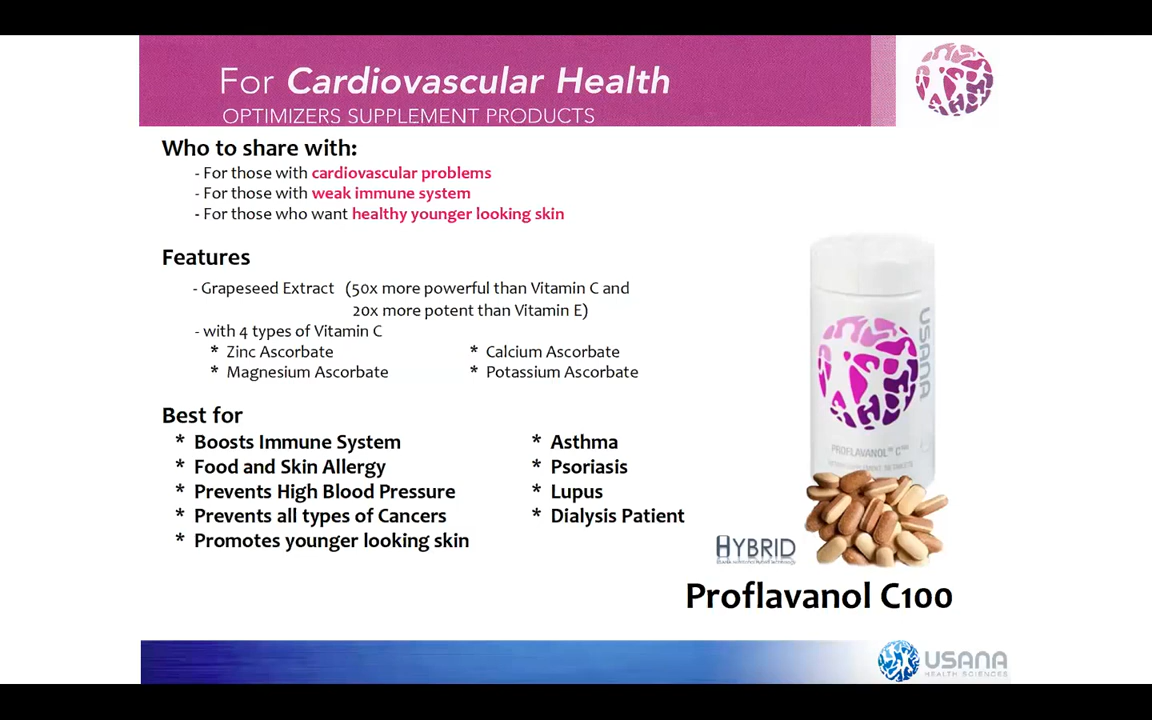 For Cardiovascular Health
OPTIMIZERS SUPPLEMENT PRODUCTS
Who to share with:
- For those with cardiovascular problems
- For those with weak immune system
- For those who want healthy younger looking skin
Features
- Grapeseed Extract (50x more powerful than Vitamin C and
20x more potent than Vitamin E)
- with 4 types of Vitamin C
* Zinc Ascorbate * Calcium Ascorbate
* Magnesium Ascorbate * Potassium Ascorbate
Best for
* Boosts Immune System * Asthma
* Food and Skin Allergy * Psoriasis
* Prevents High Blood Pressure * Lupus
* Prevents all types of Cancers * Dialysis Patient
* Promotes younger looking skin
USANA
PROFLAVANOL C100
HYBRID
Proflavanol C100
USANA
HEALTH SCIENCES